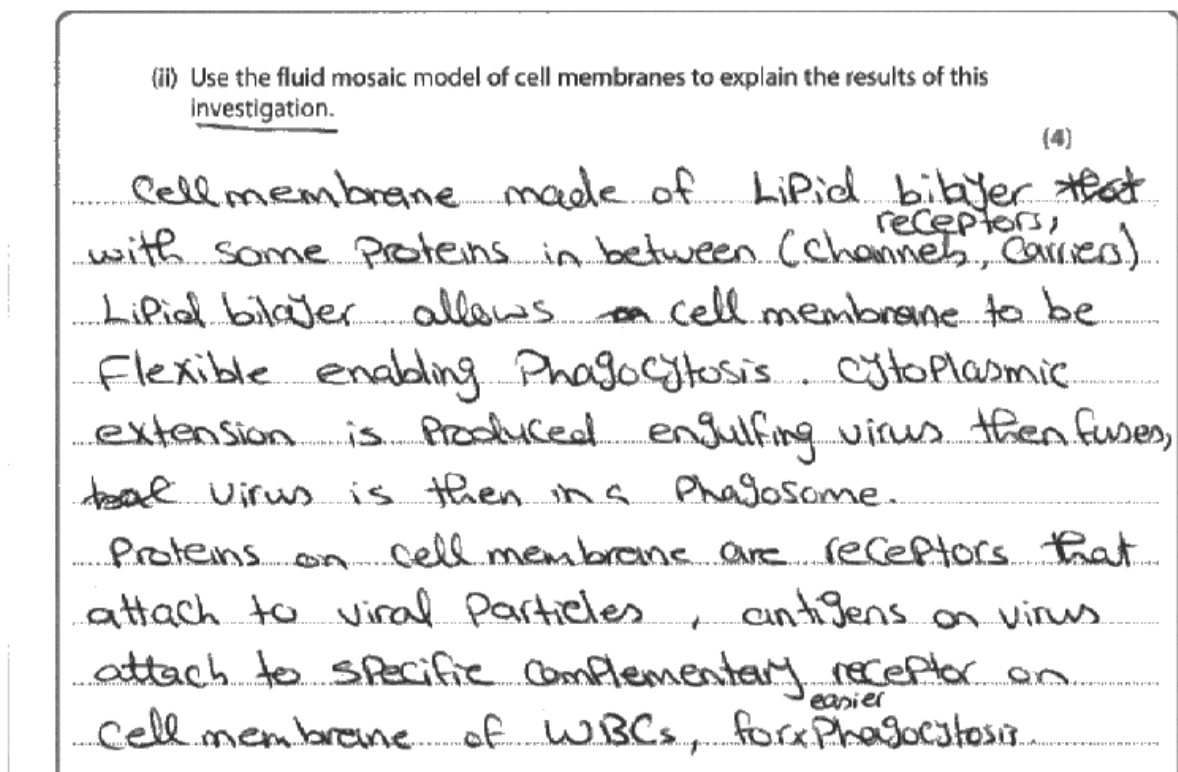 (ii) Use the fluid mosaic model of cell membranes to explain the results of this
investigation.
(4)
Cell membrane made of Lipid bilayer that
receptors,
with some Proteins in between (channels, Carriers)
Lipid bilayer allows cell membrane to be
Flexible enabling Phagocytosis. Cytoplasmic
extension is Produced engulfing virus then fuses,
virus is then in a Phagosome.
Proteins on cell membrane are receptors that
attach to viral Particles, antigens on virus
attach to specific complementary receptor on
easier
Cell membrane of WBCs, for Phagocytosis.